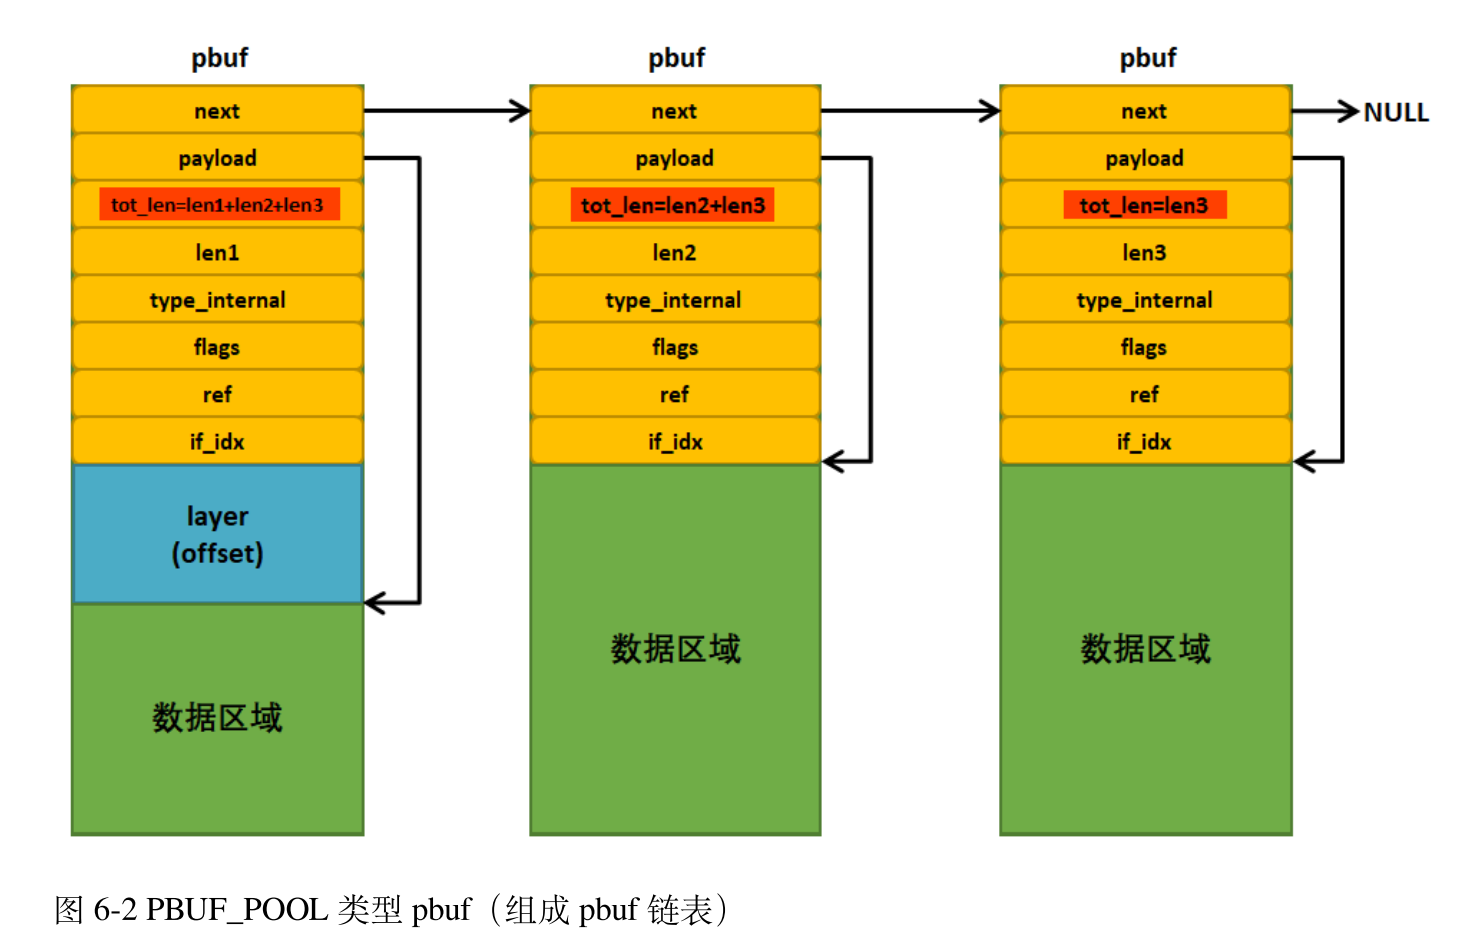 pbuf
next
payload
tot_len=len1+len2+len3
len1
type_internal
flags
ref
if_idx
layer
(offset)
数据区域
pbuf
next
payload
tot_len=len2+len3
len2
type_internal
flags
ref
if_idx
数据区域
pbuf
next
payload
tot_len=len3
len3
type_internal
flags
ref
if_idx
数据区域
NULL
图 6-2 PBUF_POOL 类型 pbuf（组成 pbuf 链表）